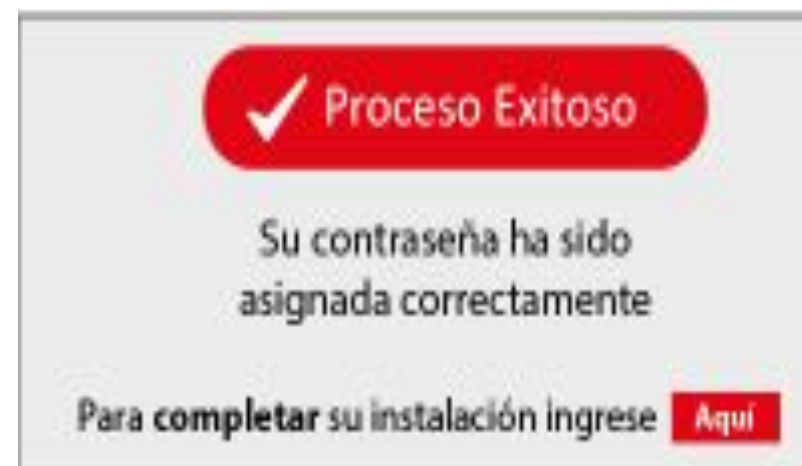 Proceso Exitoso
Su contraseña ha sido
asignada correctamente
Para completar su instalación ingrese Aquí